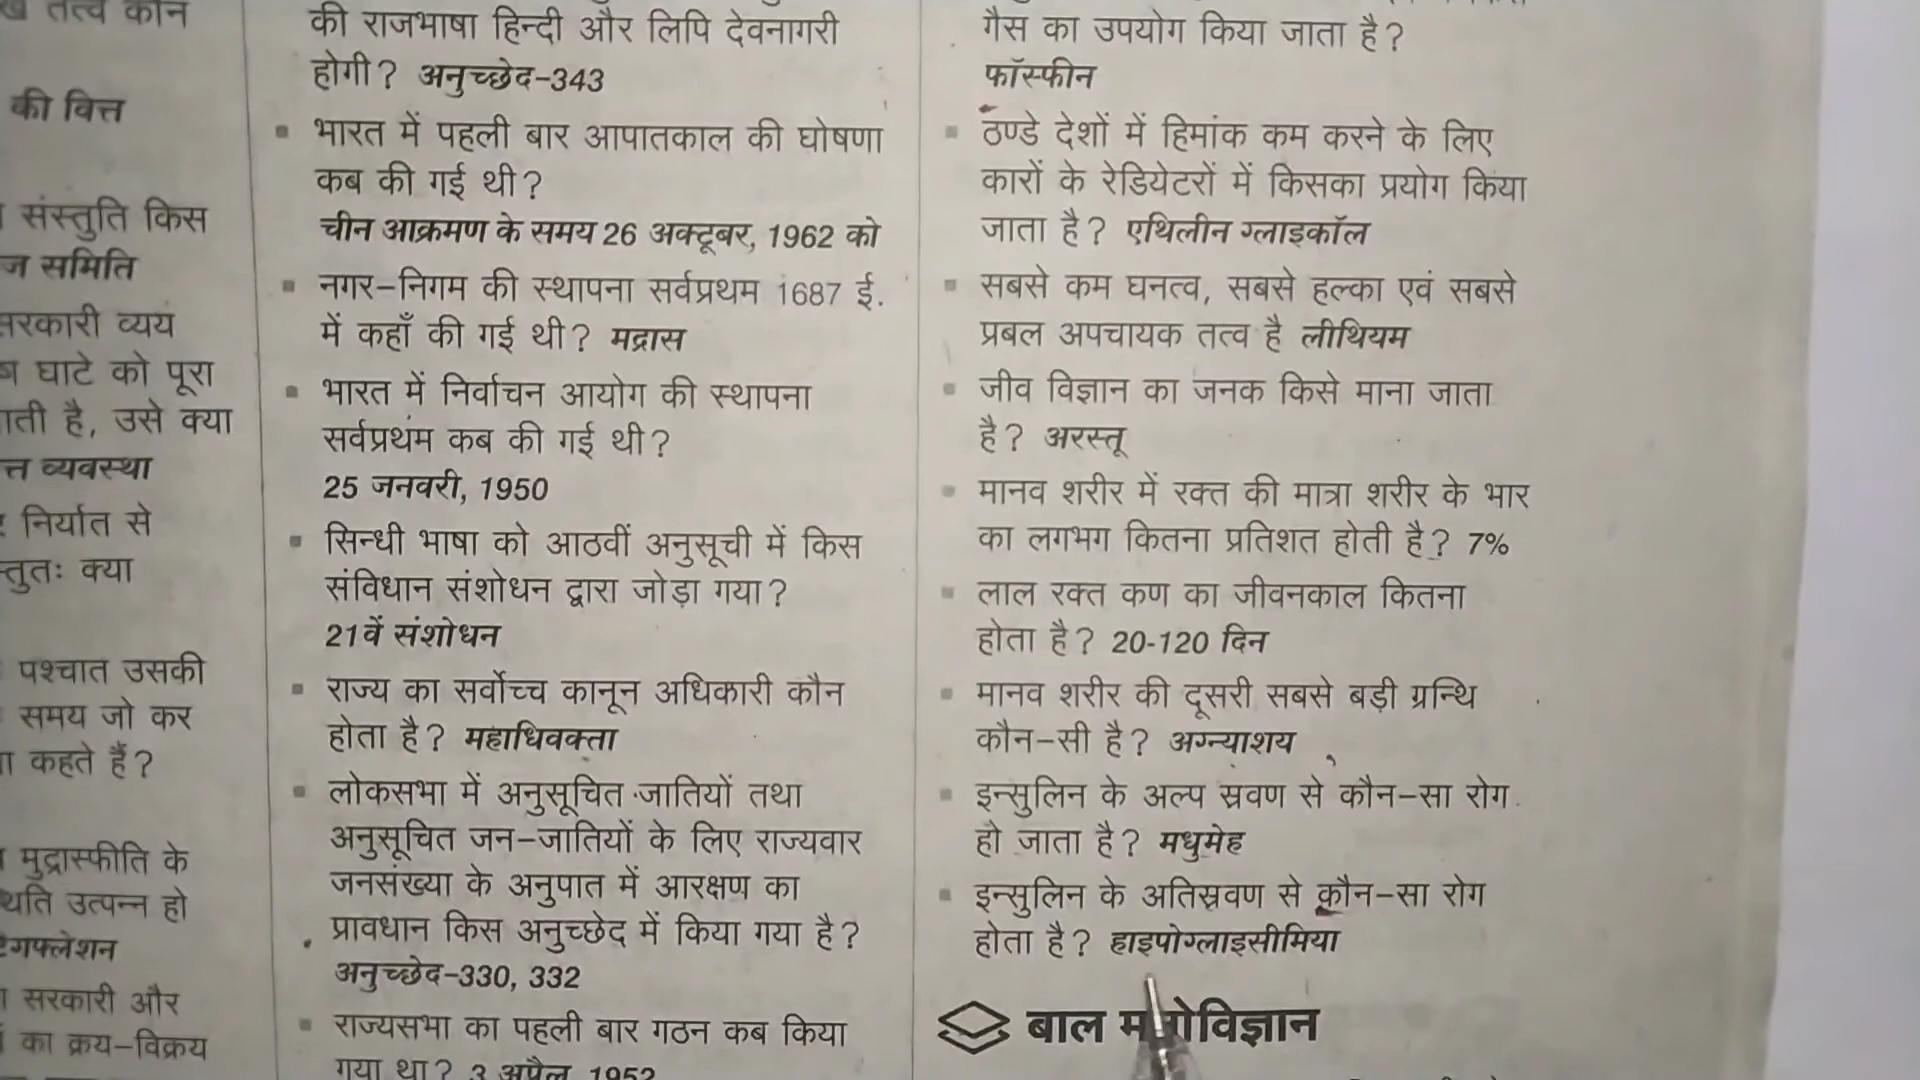 तत्व कौन
की वित्त
संस्तुति किस
समिति
सरकारी व्यय
घाटे को पूरा
है, उसे क्या
व्यवस्था
निर्यात से
क्या
पश्चात उसकी
समय जो कर
कहते हैं?
मुद्रास्फीति के
उत्पन्न हो
सरकारी और
का क्रय-विक्रय
की राजभाषा हिन्दी और लिपि देवनागरी
होगी? अनुच्छेद-343
भारत में पहली बार आपातकाल की घोषणा
कब की गई थी?
चीन आक्रमण के समय 26 अक्टूबर, 1962 को
नगर-निगम की स्थापना सर्वप्रथम 1687 ई.
में कहाँ की गई थी? मद्रास
भारत में निर्वाचन आयोग की स्थापना
सर्वप्रथम कब की गई थी?
25 जनवरी, 1950
सिन्धी भाषा को आठवीं अनुसूची में किस
संविधान संशोधन द्वारा जोड़ा गया?
21वें संशोधन
राज्य का सर्वोच्च कानून अधिकारी कौन
होता है? महाधिवक्ता
लोकसभा में अनुसूचित जातियों तथा
अनुसूचित जन-जातियों के लिए राज्यवार
जनसंख्या के अनुपात में आरक्षण का
प्रावधान किस अनुच्छेद में किया गया है?
अनुच्छेद-330, 332
राज्यसभा का पहली बार गठन कब किया
गया था? 3 अप्रैल, 1952
गैस का उपयोग किया जाता है?
फॉस्फीन
ठण्डे देशों में हिमांक कम करने के लिए
कारों के रेडियेटरों में किसका प्रयोग किया
जाता है? एथिलीन ग्लाइकॉल
सबसे कम घनत्व, सबसे हल्का एवं सबसे
प्रबल अपचायक तत्व है लीथियम
जीव विज्ञान का जनक किसे माना जाता
है? अरस्तू
मानव शरीर में रक्त की मात्रा शरीर के भार
का लगभग कितना प्रतिशत होती है? 7%
लाल रक्त कण का जीवनकाल कितना
होता है? 20-120 दिन
मानव शरीर की दूसरी सबसे बड़ी ग्रन्थि
कौन-सी है? अग्न्याशय
इन्सुलिन के अल्प स्रवण से कौन-सा रोग
हो जाता है? मधुमेह
इन्सुलिन के अतिस्रवण से कौन-सा रोग
होता है? हाइपोग्लाइसीमिया
बाल मनोविज्ञान